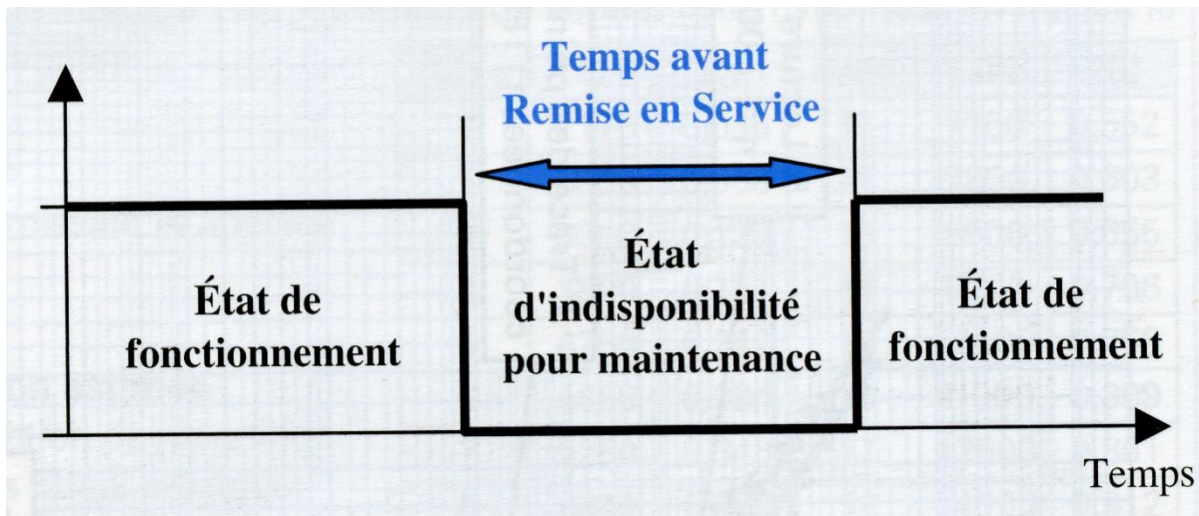 Temps avant
Remise en Service
État de
fonctionnement
État
d'indisponibilité
pour maintenance
État de
fonctionnement
Temps